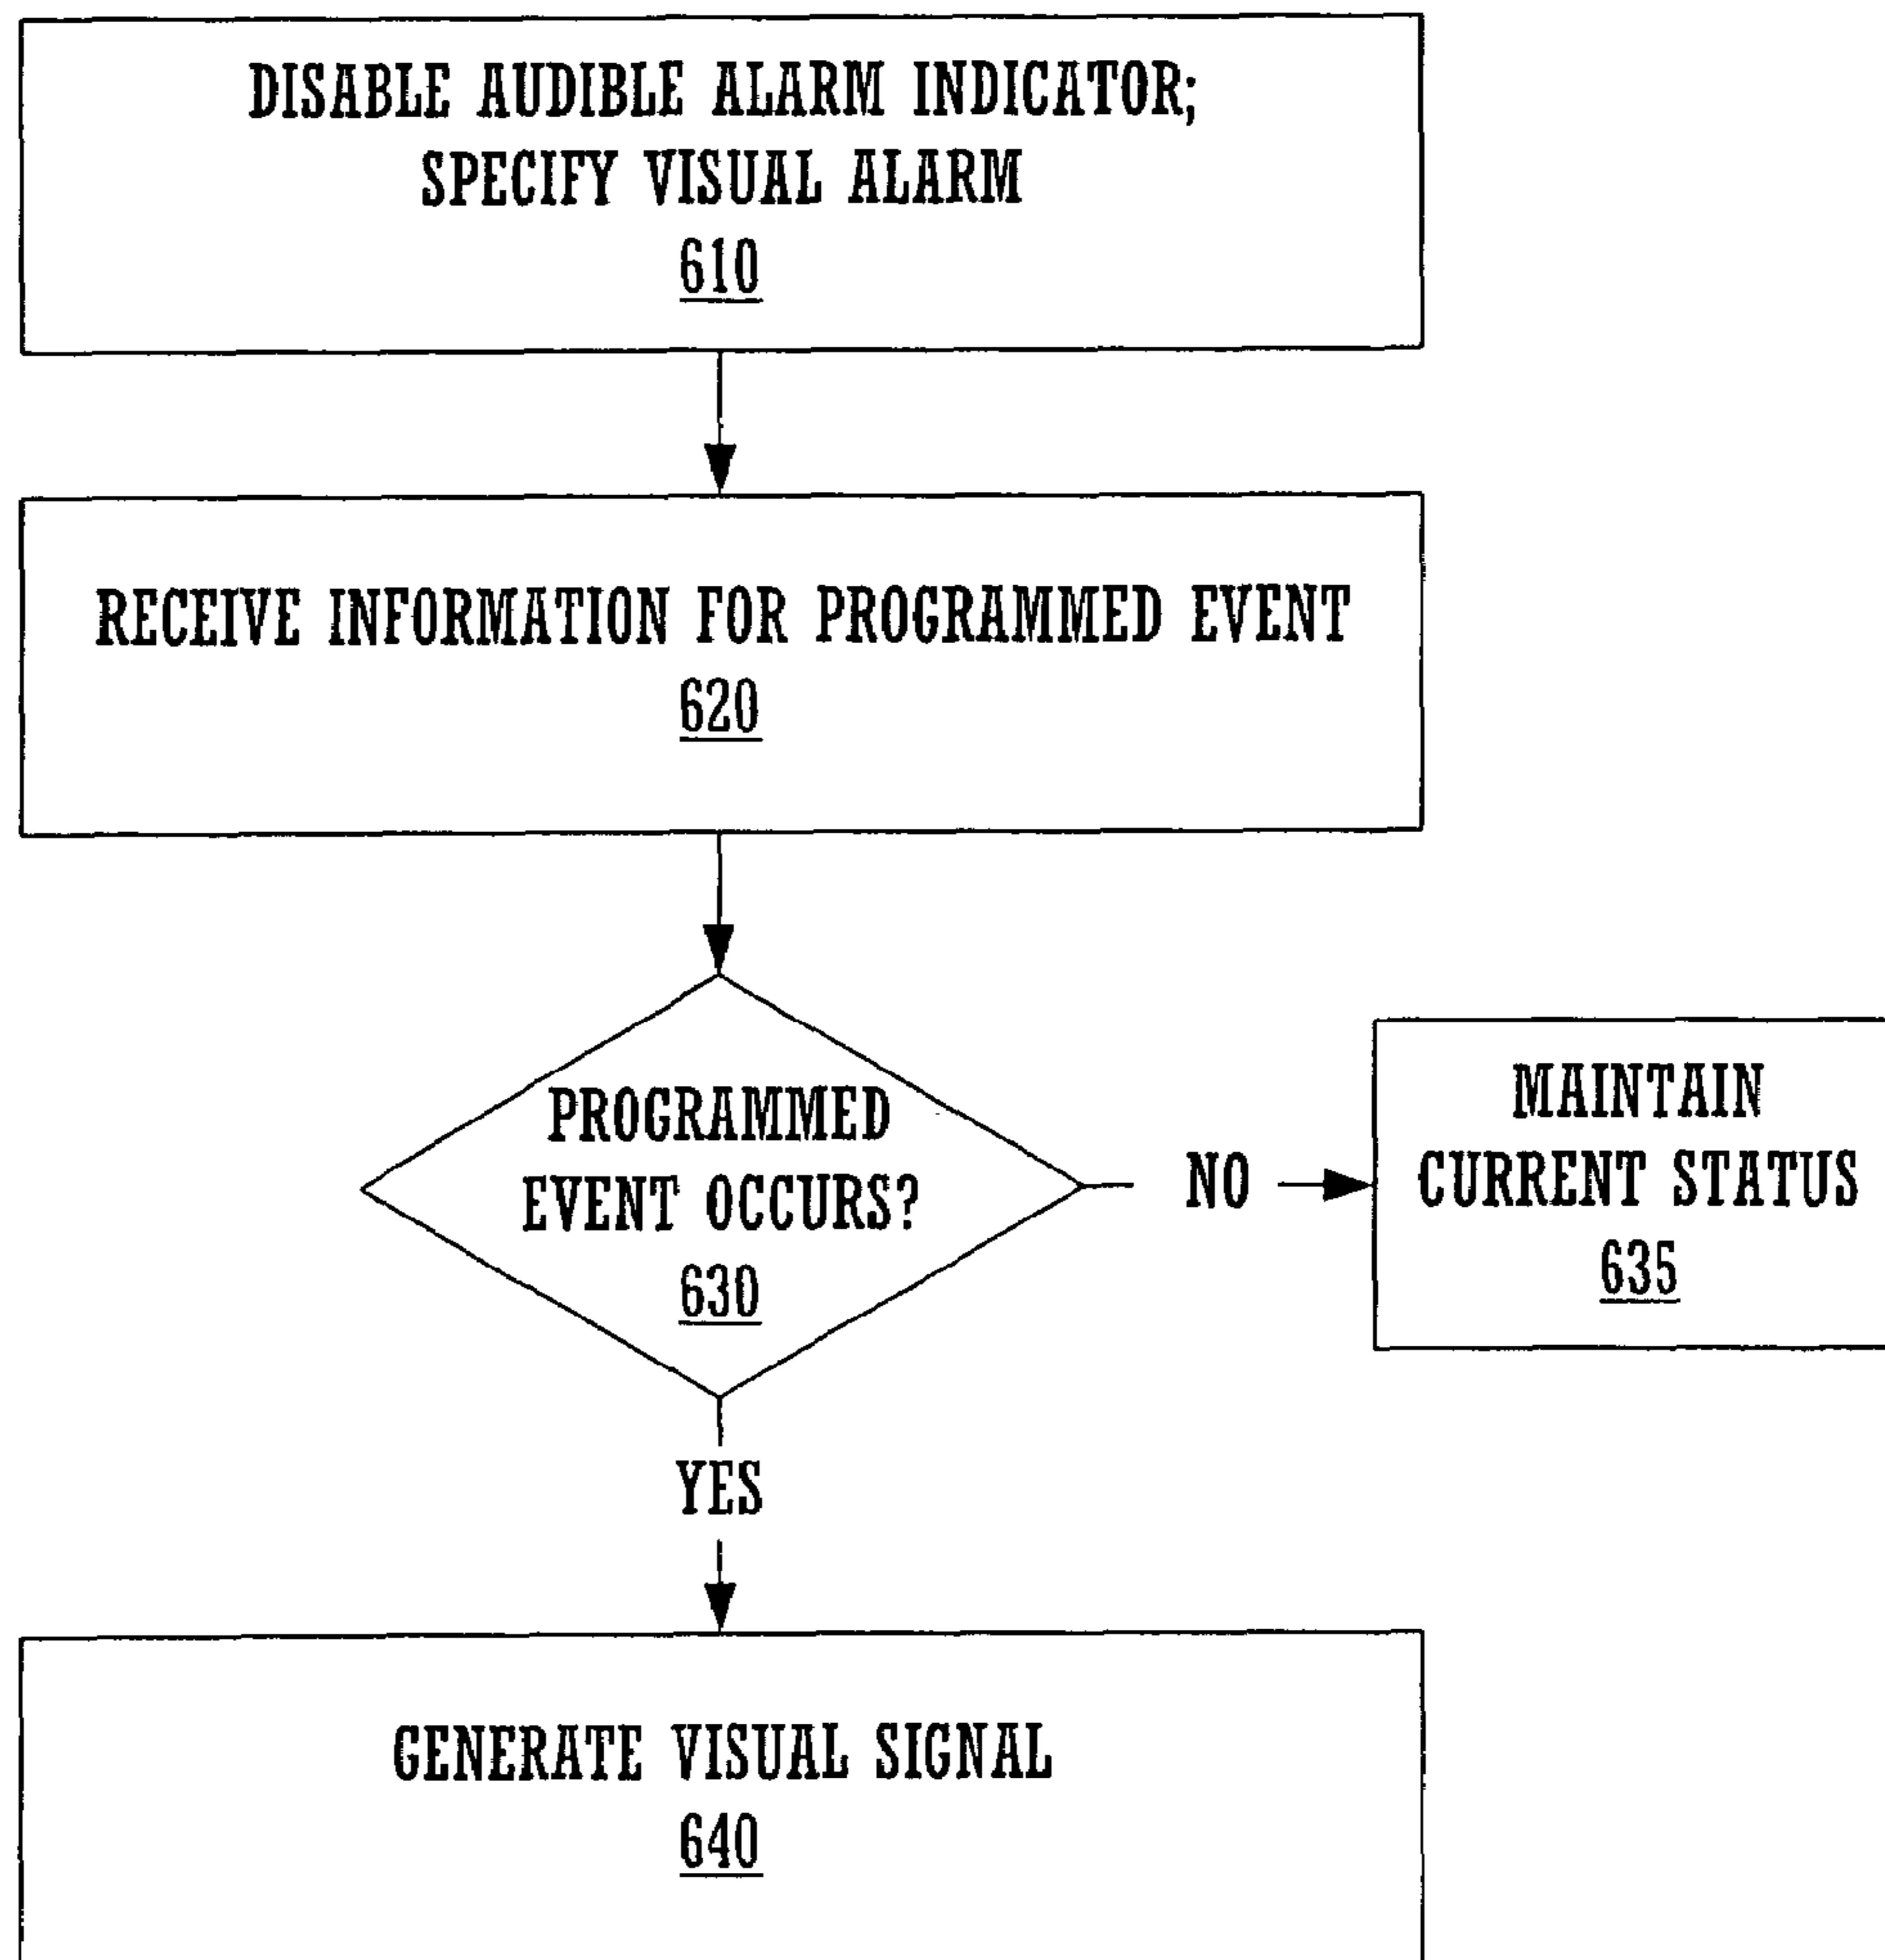 DISABLE AUDIBLE ALARM INDICATOR;
SPECIFY VISUAL ALARM
610
RECEIVE INFORMATION FOR PROGRAMMED EVENT
620
PROGRAMMED
EVENT OCCURS?
630
NO
MAINTAIN
CURRENT STATUS
635
YES
GENERATE VISUAL SIGNAL
640